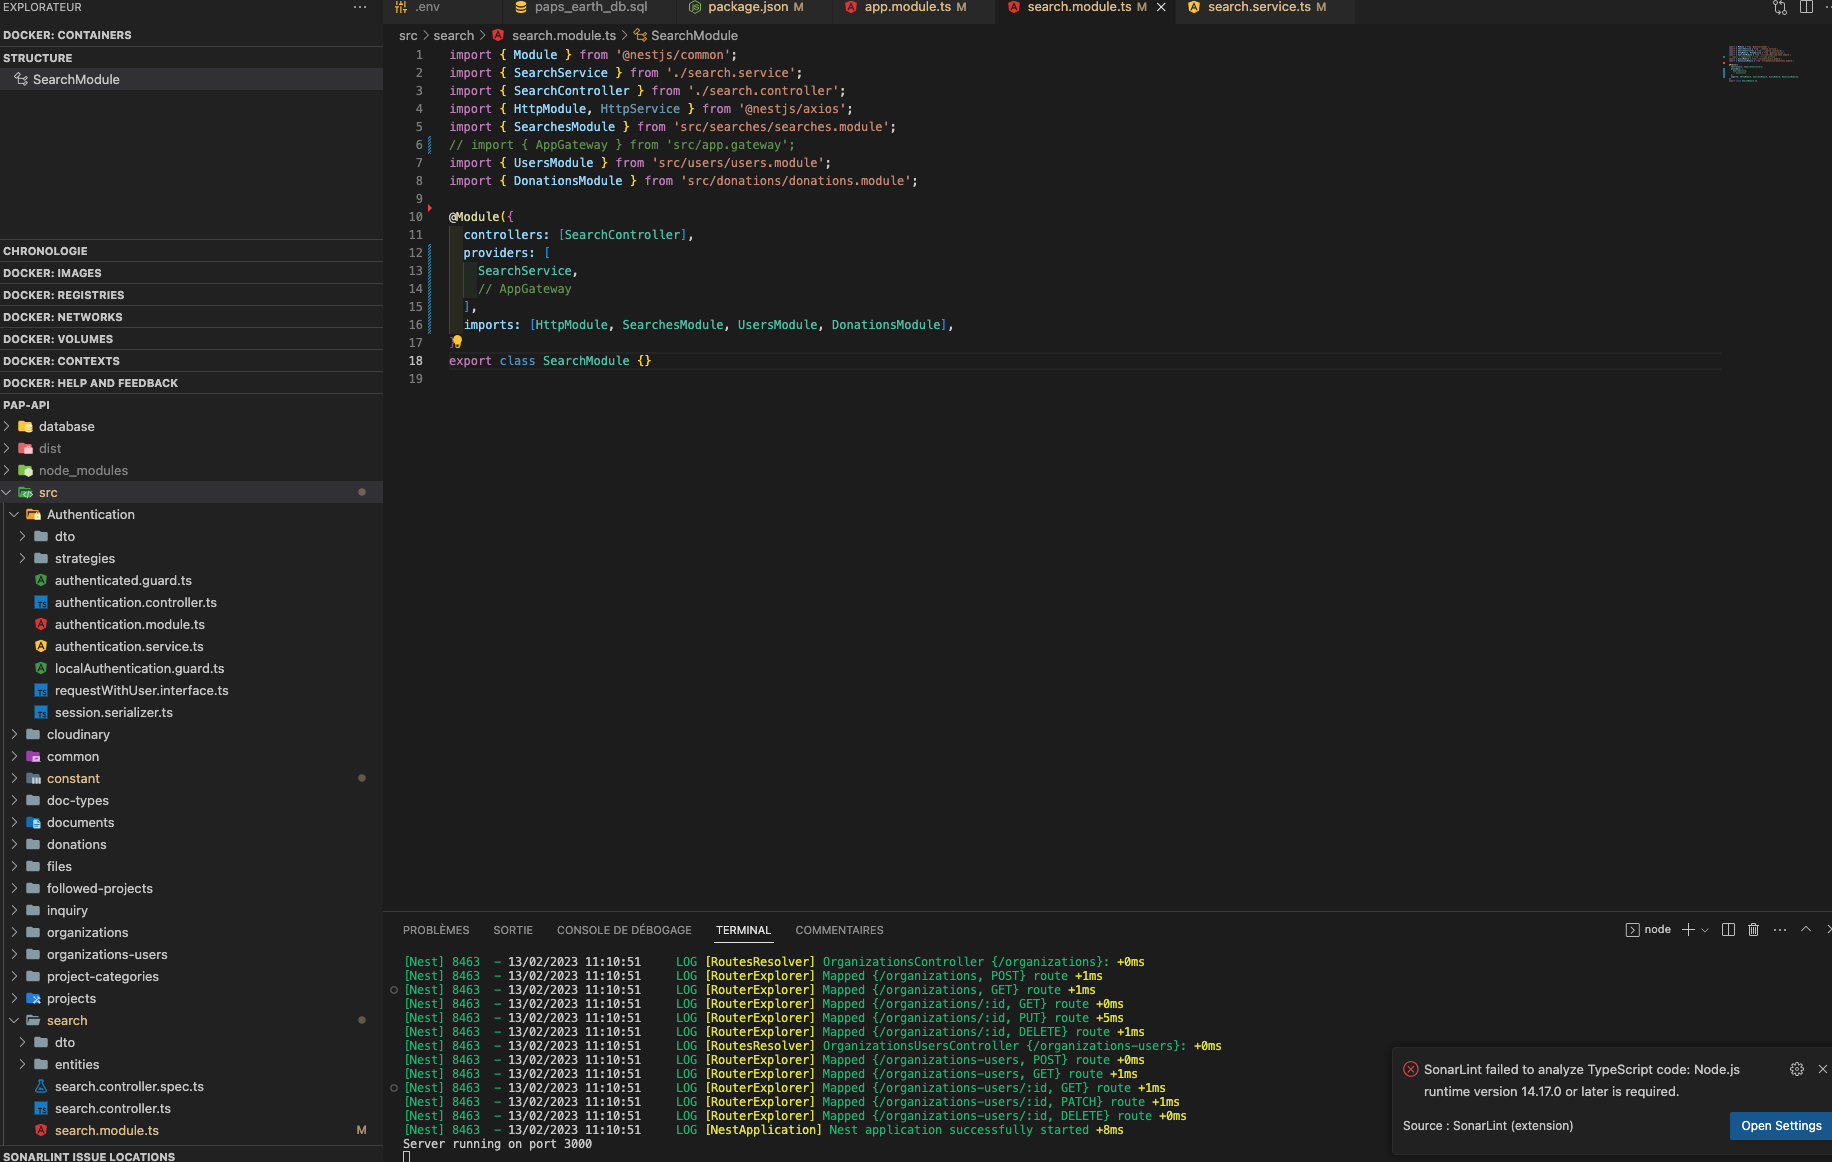 EXPLORATEUR
DOCKER: CONTAINERS
STRUCTURE
SearchModule
CHRONOLOGIE
DOCKER: IMAGES
DOCKER: REGISTRIES
DOCKER: NETWORKS
DOCKER: VOLUMES
DOCKER: CONTEXTS
DOCKER: HELP AND FEEDBACK
PAP-API
database
dist
node_modules
src
Authentication
dto
strategies
authenticated.guard.ts
authentication.controller.ts
authentication.module.ts
authentication.service.ts
localAuthentication.guard.ts
requestWithUser.interface.ts
session.serializer.ts
cloudinary
common
constant
doc-types
documents
donations
files
followed-projects
inquiry
organizations
organizations-users
project-categories
projects
search
dto
entities
search.controller.spec.ts
search.controller.ts
search.module.ts M
SONARLINT ISSUE LOCATIONS
.env paps_earth_db.sql package.json M app.module.ts M search.module.ts M search.service.ts M
src > search > search.module.ts > SearchModule
1 import { Module } from '@nestjs/common';
2 import { SearchService } from './search.service';
3 import { SearchController } from './search.controller';
4 import { HttpModule, HttpService } from '@nestjs/axios';
5 import { SearchesModule } from 'src/searches/searches.module';
6 // import { AppGateway } from 'src/app.gateway';
7 import { UsersModule } from 'src/users/users.module';
8 import { DonationsModule } from 'src/donations/donations.module';
9
10 @Module({
11 controllers: [SearchController],
12 providers: [
13 SearchService,
14 // AppGateway
15 ],
16 imports: [HttpModule, SearchesModule, UsersModule, DonationsModule],
17 }
18 export class SearchModule {}
19
PROBLÈMES SORTIE CONSOLE DE DÉBOGAGE TERMINAL COMMENTAIRES node
[Nest] 8463 - 13/02/2023 11:10:51 LOG [RoutesResolver] OrganizationsController {/organizations}: +0ms
[Nest] 8463 - 13/02/2023 11:10:51 LOG [RouterExplorer] Mapped {/organizations, POST} route +1ms
[Nest] 8463 - 13/02/2023 11:10:51 LOG [RouterExplorer] Mapped {/organizations, GET} route +1ms
[Nest] 8463 - 13/02/2023 11:10:51 LOG [RouterExplorer] Mapped {/organizations/:id, GET} route +0ms
[Nest] 8463 - 13/02/2023 11:10:51 LOG [RouterExplorer] Mapped {/organizations/:id, PUT} route +5ms
[Nest] 8463 - 13/02/2023 11:10:51 LOG [RouterExplorer] Mapped {/organizations/:id, DELETE} route +1ms
[Nest] 8463 - 13/02/2023 11:10:51 LOG [RoutesResolver] OrganizationsUsersController {/organizations-users}: +0ms
[Nest] 8463 - 13/02/2023 11:10:51 LOG [RouterExplorer] Mapped {/organizations-users, POST} route +0ms
[Nest] 8463 - 13/02/2023 11:10:51 LOG [RouterExplorer] Mapped {/organizations-users, GET} route +1ms
[Nest] 8463 - 13/02/2023 11:10:51 LOG [RouterExplorer] Mapped {/organizations-users/:id, GET} route +1ms
[Nest] 8463 - 13/02/2023 11:10:51 LOG [RouterExplorer] Mapped {/organizations-users/:id, PATCH} route +1ms
[Nest] 8463 - 13/02/2023 11:10:51 LOG [RouterExplorer] Mapped {/organizations-users/:id, DELETE} route +0ms
[Nest] 8463 - 13/02/2023 11:10:51 LOG [NestApplication] Nest application successfully started +8ms
Server running on port 3000
SonarLint failed to analyze TypeScript code: Node.js
runtime version 14.17.0 or later is required.
Source : SonarLint (extension)
Open Settings